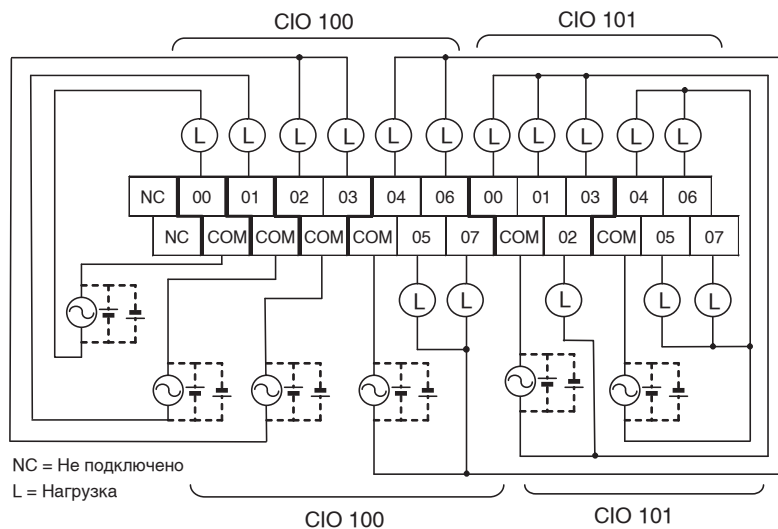 CIO 100
CIO 101
L L L L L L L L L L L
NC 00 01 02 03 04 06 00 01 03 04 06
NC COM COM COM COM 05 07 COM 02 COM 05 07
L L L L L
NC = Не подключено
L = Нагрузка
CIO 100
CIO 101